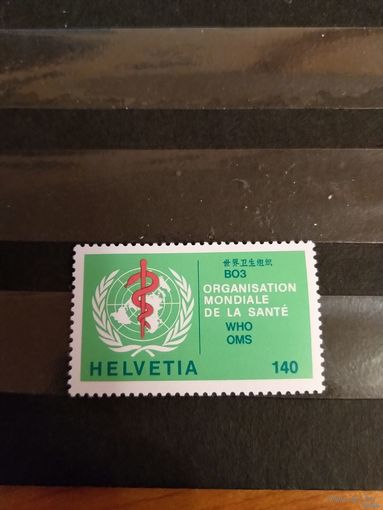 世界卫生组织
ВОЗ
ORGANISATION
MONDIALE
DE LA SANTÉ
WHO
OMS
HELVETIA 140